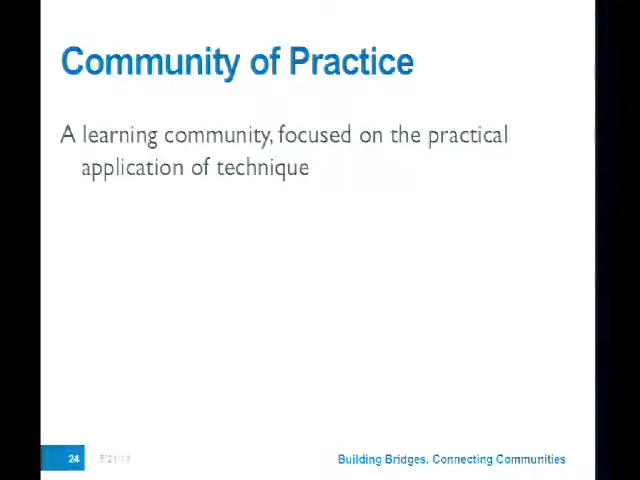 Community of Practice
A learning community, focused on the practical
application of technique
24
Building Bridges. Connecting Communities